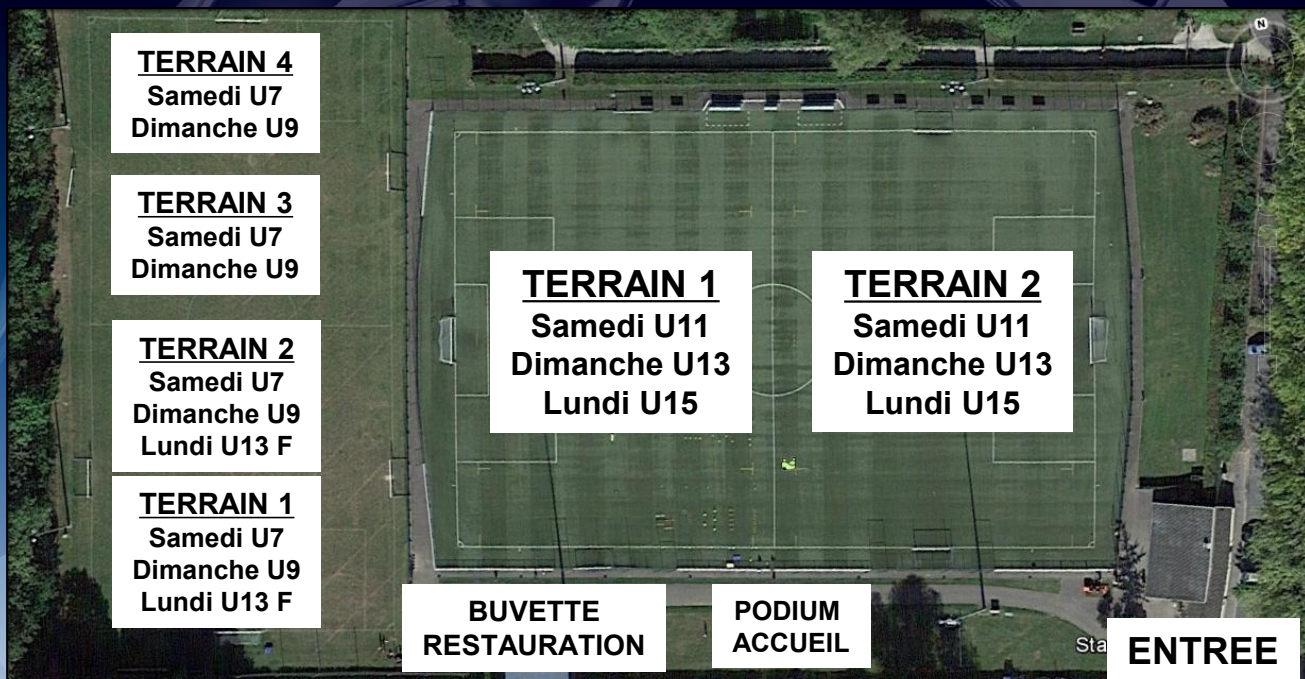 TERRAIN 4
Samedi U7
Dimanche U9
TERRAIN 3
Samedi U7
Dimanche U9
TERRAIN 2
Samedi U7
Dimanche U9
Lundi U13 F
TERRAIN 1
Samedi U7
Dimanche U9
Lundi U13 F
TERRAIN 1
Samedi U11
Dimanche U13
Lundi U15
TERRAIN 2
Samedi U11
Dimanche U13
Lundi U15
BUVETTE
RESTAURATION
PODIUM
ACCUEIL
Sta
ENTREE
N